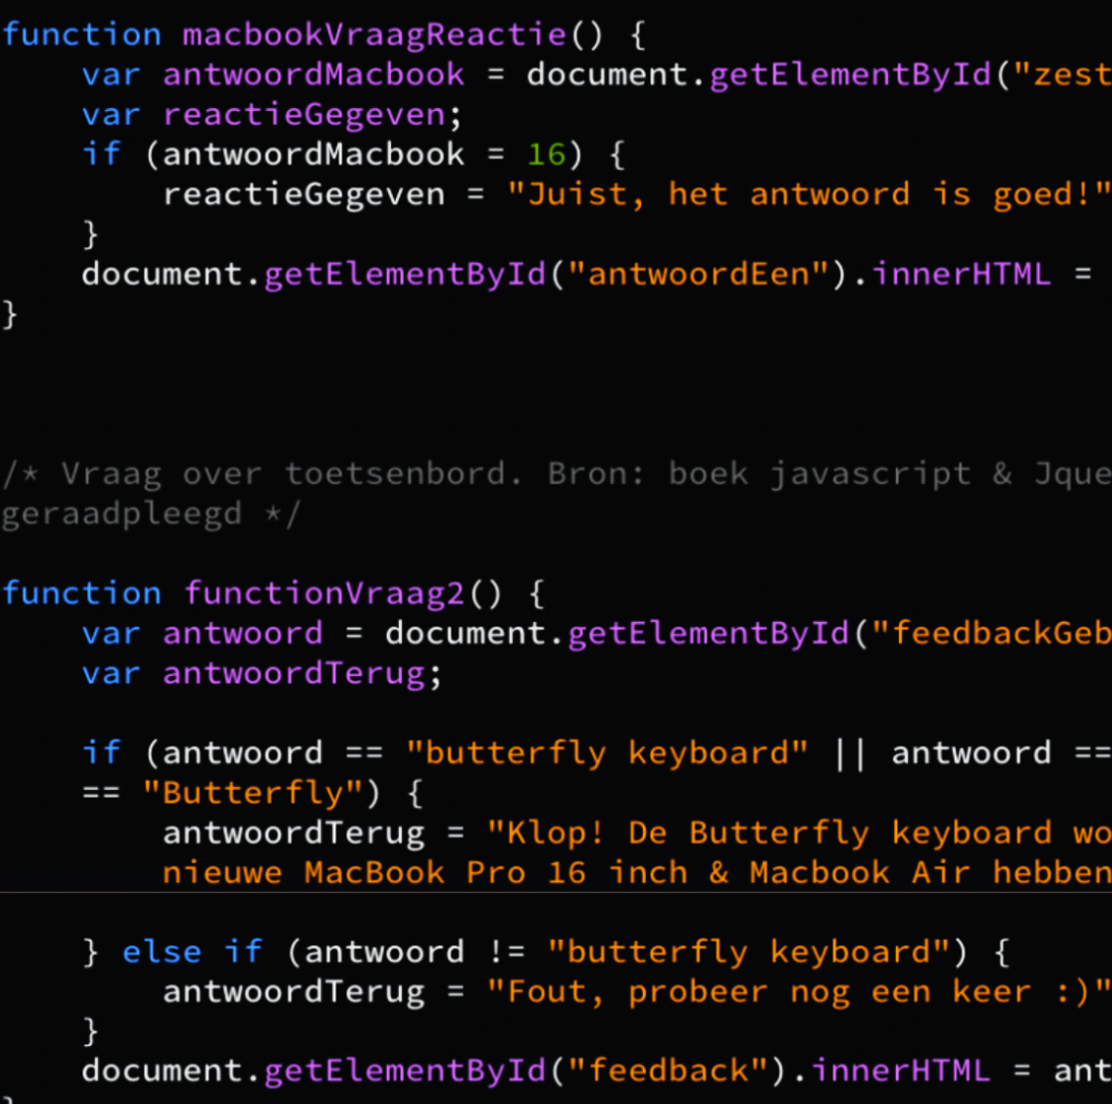 function macbookVraagReactie() {
    var antwoordMacbook = document.getElementById("zest
    var reactieGegeven;
    if (antwoordMacbook = 16) {
        reactieGegeven = "Juist, het antwoord is goed!"
    }
    document.getElementById("antwoordEen").innerHTML =
}
/* Vraag over toetsenbord. Bron: boek javascript & Jque
geraadpleegd */
function functionVraag2() {
    var antwoord = document.getElementById("feedbackGeb
    var antwoordTerug;
    if (antwoord == "butterfly keyboard" || antwoord ==
    == "Butterfly") {
        antwoordTerug = "Klop! De Butterfly keyboard wo
        nieuwe MacBook Pro 16 inch & Macbook Air hebben
    } else if (antwoord != "butterfly keyboard") {
        antwoordTerug = "Fout, probeer nog een keer :)"
    }
    document.getElementById("feedback").innerHTML = ant